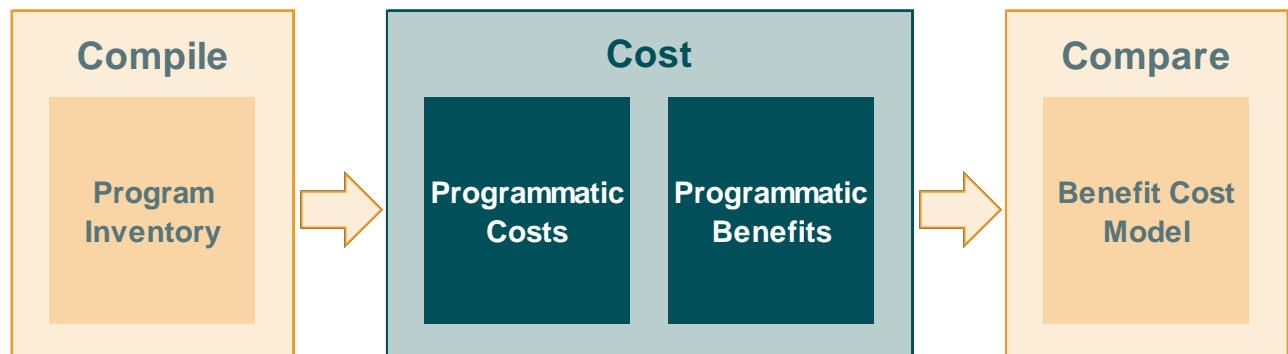 Compile
Program
Inventory
Cost
Programmatic
Costs
Programmatic
Benefits
Compare
Benefit Cost
Model